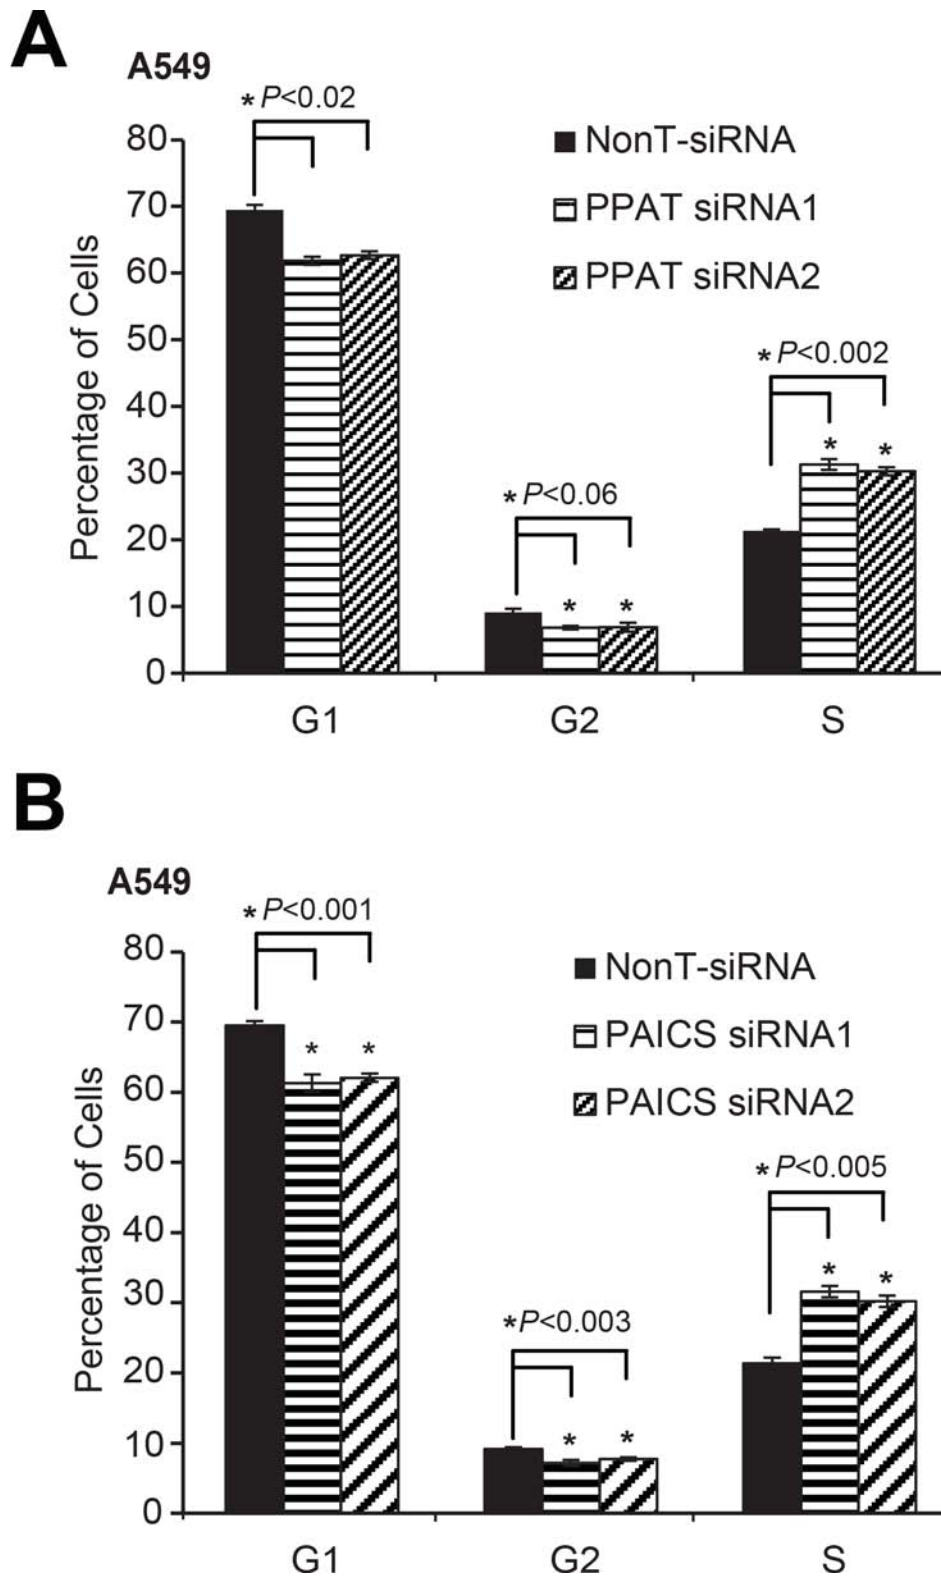 A
A549
* P<0.02
80
70
60
50
40
30
20
10
0
Percentage of Cells
NonT-siRNA
PPAT siRNA1
PPAT siRNA2
* P<0.002
* *
* P<0.06
* *
G1 G2 S
B
A549
* P<0.001
80
70
60
50
40
30
20
10
0
Percentage of Cells
* *
NonT-siRNA
PAICS siRNA1
PAICS siRNA2
* P<0.005
* *
*P<0.003
* *
G1 G2 S